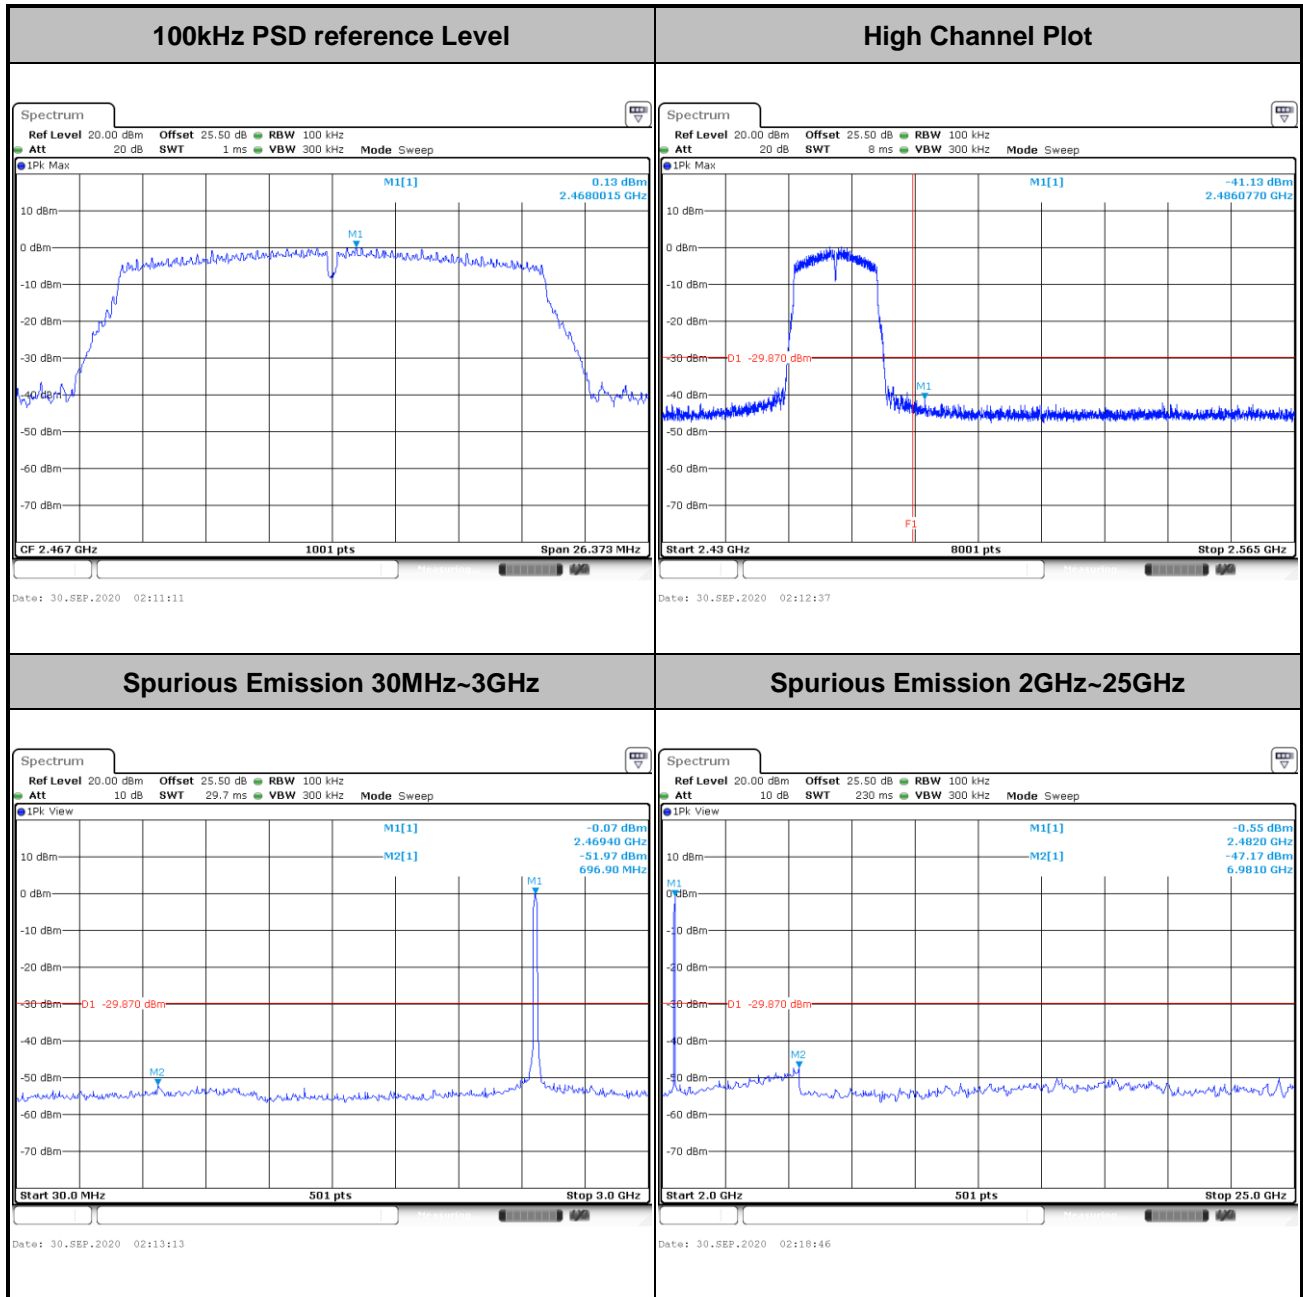 100kHz PSD reference Level
Spectrum
Ref Level 20.00 dBm Offset 25.50 dB RBW 100 kHz
Att 20 dB SWT 1 ms VBW 300 kHz Mode Sweep
1Pk Max
M1[1] 0.13 dBm
2.4680015 GHz
10 dBm
M1
0 dBm
-10 dBm
-20 dBm
-30 dBm
-40 dBm
-50 dBm
-60 dBm
-70 dBm
CF 2.467 GHz 1001 pts Span 26.373 MHz
Measuring
Date: 30.SEP.2020 02:11:11
High Channel Plot
Spectrum
Ref Level 20.00 dBm Offset 25.50 dB RBW 100 kHz
Att 20 dB SWT 8 ms VBW 300 kHz Mode Sweep
1Pk Max
M1[1] -41.13 dBm
2.4860770 GHz
10 dBm
0 dBm
-10 dBm
-20 dBm
-30 dBm D1 -29.870 dBm
M1
-40 dBm
-50 dBm
-60 dBm
-70 dBm
F1
Start 2.43 GHz 8001 pts Stop 2.565 GHz
Measuring
Date: 30.SEP.2020 02:12:37
Spurious Emission 30MHz~3GHz
Spectrum
Ref Level 20.00 dBm Offset 25.50 dB RBW 100 kHz
Att 10 dB SWT 29.7 ms VBW 300 kHz Mode Sweep
1Pk View
M1[1] -0.07 dBm
2.46940 GHz
10 dBm M2[1] -51.97 dBm
696.90 MHz
M1
0 dBm
-10 dBm
-20 dBm
-30 dBm D1 -29.870 dBm
-40 dBm
M2
-50 dBm
-60 dBm
-70 dBm
Start 30.0 MHz 501 pts Stop 3.0 GHz
Measuring
Date: 30.SEP.2020 02:13:13
Spurious Emission 2GHz~25GHz
Spectrum
Ref Level 20.00 dBm Offset 25.50 dB RBW 100 kHz
Att 10 dB SWT 230 ms VBW 300 kHz Mode Sweep
1Pk View
M1[1] -0.55 dBm
2.4820 GHz
10 dBm M2[1] -47.17 dBm
6.9810 GHz
M1
0 dBm
-10 dBm
-20 dBm
-30 dBm D1 -29.870 dBm
-40 dBm
M2
-50 dBm
-60 dBm
-70 dBm
Start 2.0 GHz 501 pts Stop 25.0 GHz
Measuring
Date: 30.SEP.2020 02:18:46